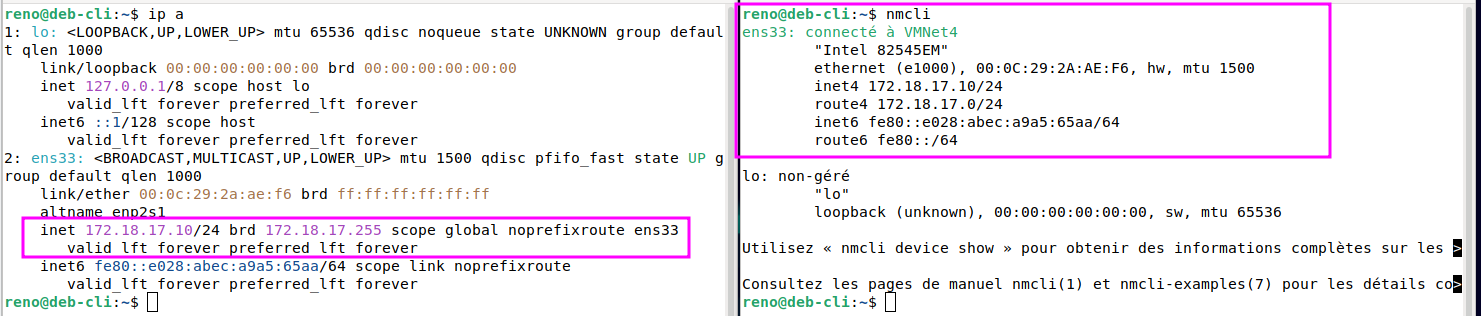 reno@deb-cli:~$ ip a
1: lo: <LOOPBACK,UP,LOWER_UP> mtu 65536 qdisc noqueue state UNKNOWN group defaul
t qlen 1000
    link/loopback 00:00:00:00:00:00 brd 00:00:00:00:00:00
    inet 127.0.0.1/8 scope host lo
       valid_lft forever preferred_lft forever
    inet6 ::1/128 scope host
       valid_lft forever preferred_lft forever
2: ens33: <BROADCAST,MULTICAST,UP,LOWER_UP> mtu 1500 qdisc pfifo_fast state UP g
roup default qlen 1000
    link/ether 00:0c:29:2a:ae:f6 brd ff:ff:ff:ff:ff:ff
    altname enp2s1
    inet 172.18.17.10/24 brd 172.18.17.255 scope global noprefixroute ens33
       valid_lft forever preferred_lft forever
    inet6 fe80::e028:abec:a9a5:65aa/64 scope link noprefixroute
       valid_lft forever preferred_lft forever
reno@deb-cli:~$
reno@deb-cli:~$ nmcli
ens33: connecté à VMNet4
        "Intel 82545EM"
        ethernet (e1000), 00:0C:29:2A:AE:F6, hw, mtu 1500
        inet4 172.18.17.10/24
        route4 172.18.17.0/24
        inet6 fe80::e028:abec:a9a5:65aa/64
        route6 fe80::/64
lo: non-géré
        "lo"
        loopback (unknown), 00:00:00:00:00:00, sw, mtu 65536
Utilisez « nmcli device show » pour obtenir des informations complètes sur les >
Consultez les pages de manuel nmcli(1) et nmcli-examples(7) pour les détails co>
reno@deb-cli:~$